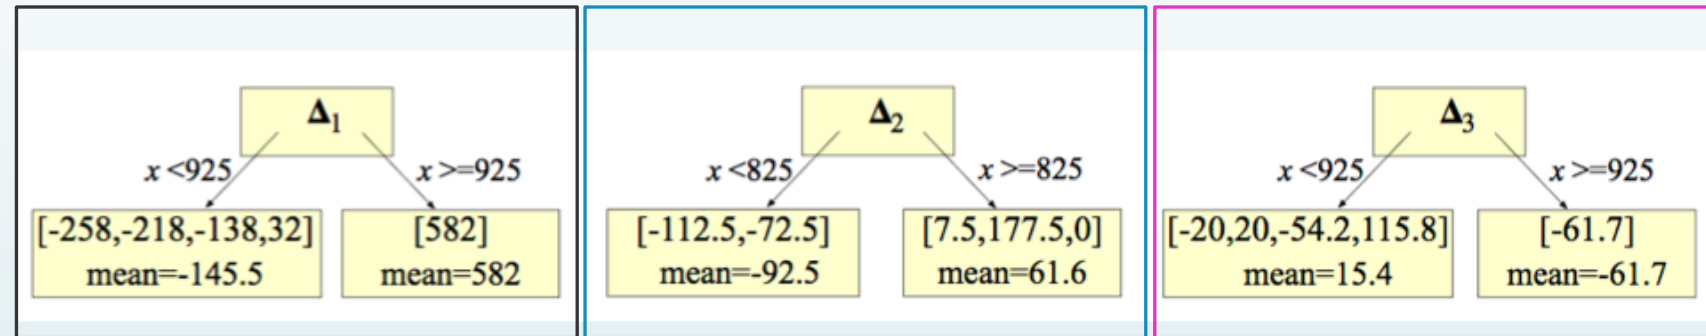 Δ1
x <925
x >=925
[-258,-218,-138,32]
mean=-145.5
[582]
mean=582
Δ2
x <825
x >=825
[-112.5,-72.5]
mean=-92.5
[7.5,177.5,0]
mean=61.6
Δ3
x <925
x >=925
[-20,20,-54.2,115.8]
mean=15.4
[-61.7]
mean=-61.7